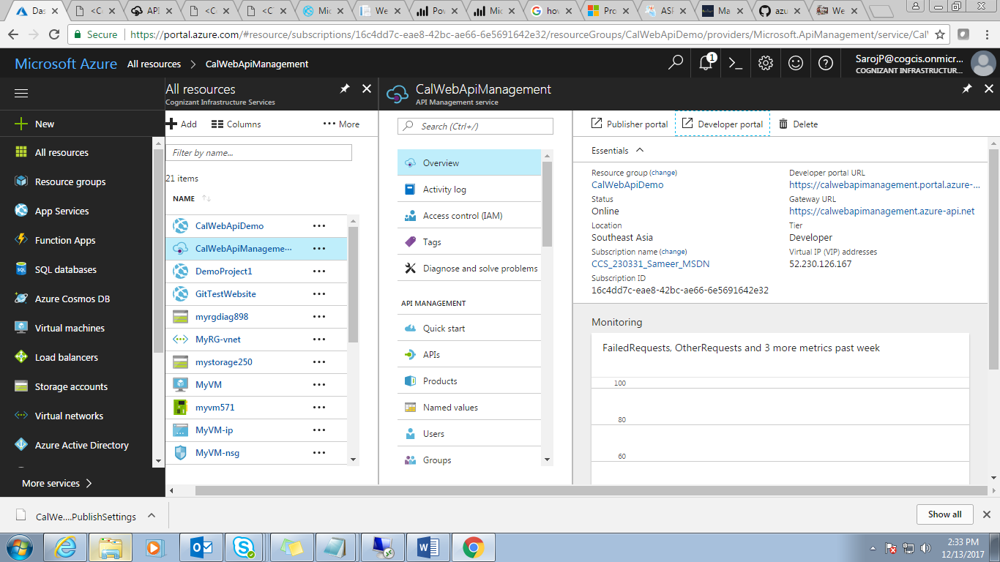 Das
<C
API
<C
<C
Mic
We
Pov
Mic
hov
Pro
ASF
Ma
azu
We
Secure
https://portal.azure.com/#resource/subscriptions/16c4dd7c-eae8-42bc-ae66-6e5691642e32/resourceGroups/CalWebApiDemo/providers/Microsoft.ApiManagement/service/Cal
Microsoft Azure All resources > CalWebApiManagement
1
SarojP@cogcis.onmicr...
COGNIZANT INFRASTRUCTUR...
New
All resources
Resource groups
App Services
Function Apps
SQL databases
Azure Cosmos DB
Virtual machines
Load balancers
Storage accounts
Virtual networks
Azure Active Directory
More services >
All resources
Cognizant Infrastructure Services
Add Columns ••• More
Filter by name...
21 items
NAME
CalWebApiDemo •••
CalWebApiManageme··· •••
DemoProject1 •••
GitTestWebsite •••
myrgdiag898 •••
MyRG-vnet •••
mystorage250 •••
MyVM •••
myvm571 •••
MyVM-ip •••
MyVM-nsg •••
CalWebApiManagement
API Management service
Search (Ctrl+/)
Overview
Activity log
Access control (IAM)
Tags
Diagnose and solve problems
API MANAGEMENT
Quick start
APIs
Products
Named values
Users
Groups
Publisher portal Developer portal Delete
Essentials
Resource group (change)
CalWebApiDemo
Status
Online
Location
Southeast Asia
Subscription name (change)
CCS_230331_Sameer_MSDN
Subscription ID
16c4dd7c-eae8-42bc-ae66-6e5691642e32
Developer portal URL
https://calwebapimanagement.portal.azure-...
Gateway URL
https://calwebapimanagement.azure-api.net
Tier
Developer
Virtual IP (VIP) addresses
52.230.126.167
Monitoring
FailedRequests, OtherRequests and 3 more metrics past week
100
80
60
CalWe....PublishSettings
Show all
2:33 PM
12/13/2017